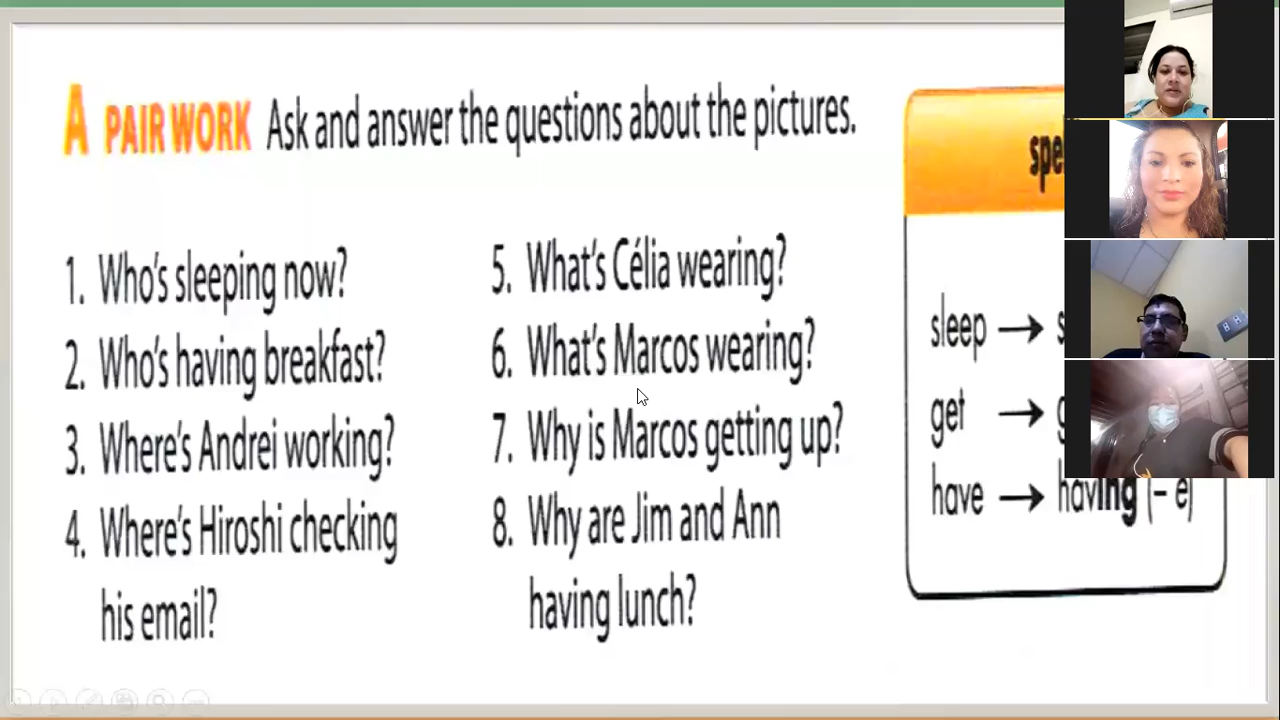 A PAIR WORK Ask and answer the questions about the pictures.
1. Who's sleeping now?
2. Who's having breakfast?
3. Where's Andrei working?
4. Where's Hiroshi checking
his email?
5. What's Célia wearing?
6. What's Marcos wearing?
7. Why is Marcos getting up?
8. Why are Jim and Ann
having lunch?
sleep →
get →
have → having (– e)